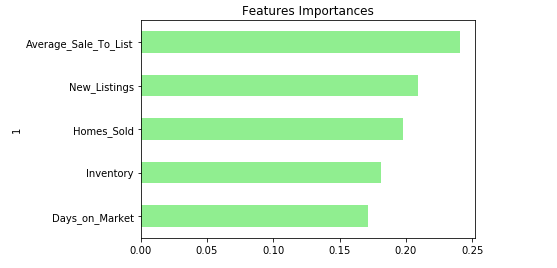 Features Importances
Average_Sale_To_List
New_Listings
Homes_Sold
Inventory
Days_on_Market
1
0.00 0.05 0.10 0.15 0.20 0.25